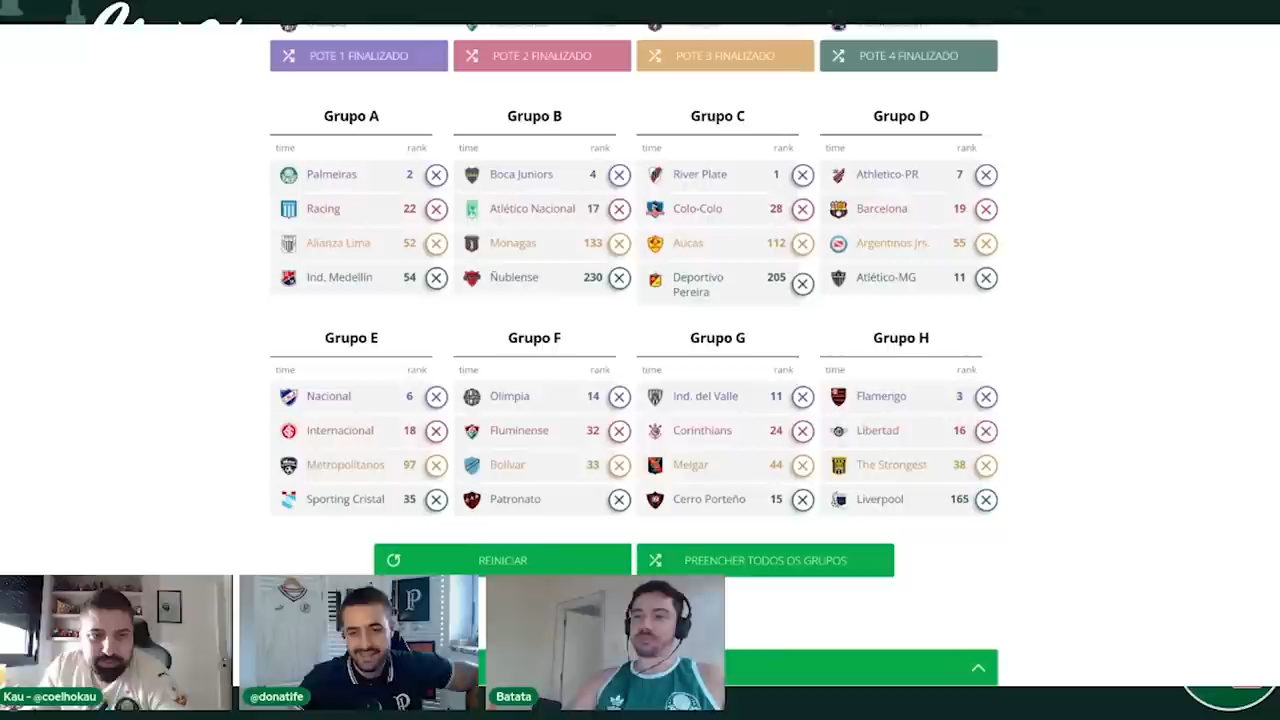 POTE 1 FINALIZADO
POTE 2 FINALIZADO
POTE 3 FINALIZADO
POTE 4 FINALIZADO
Grupo A
time rank
Palmeiras 2
Racing 22
Alianza Lima 52
Ind. Medellín 54
Grupo B
time rank
Boca Juniors 4
Atlético Nacional 17
Monagas 133
Ñublense 230
Grupo C
time rank
River Plate 1
Colo-Colo 28
Aucas 112
Deportivo
Pereira 205
Grupo D
time rank
Athletico-PR 7
Barcelona 19
Argentinos Jrs. 55
Atlético-MG 11
Grupo E
time rank
Nacional 6
Internacional 18
Metropolitanos 97
Sporting Cristal 35
Grupo F
time rank
Olimpia 14
Fluminense 32
Bolívar 33
Patronato
Grupo G
time rank
Ind. del Valle 11
Corinthians 24
Melgar 44
Cerro Porteño 15
Grupo H
time rank
Flamengo 3
Libertad 16
The Strongest 38
Liverpool 165
REINICIAR
PREENCHER TODOS OS GRUPOS
Kau - @coelhokau
@donatife
Batata
P
P